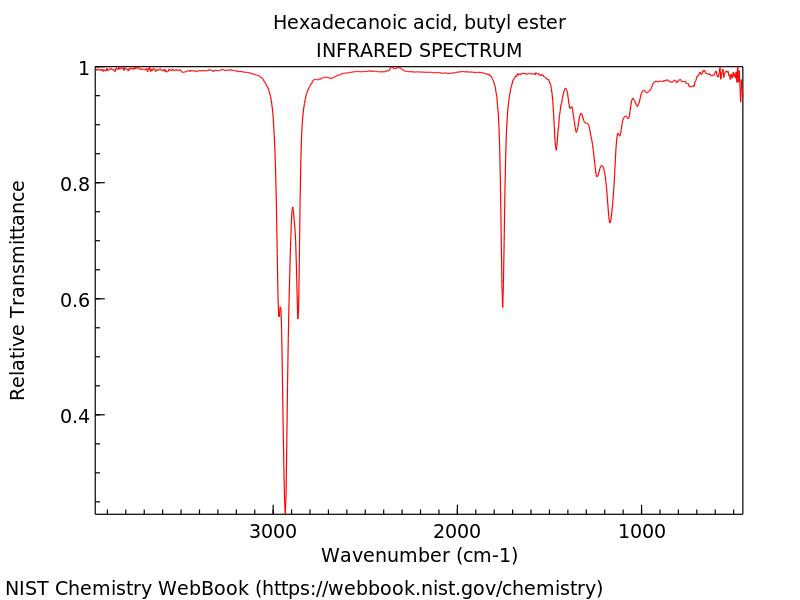 Hexadecanoic acid, butyl ester
INFRARED SPECTRUM
1
0.8
0.6
0.4
Relative Transmittance
3000 2000 1000
Wavenumber (cm-1)
NIST Chemistry WebBook (https://webbook.nist.gov/chemistry)